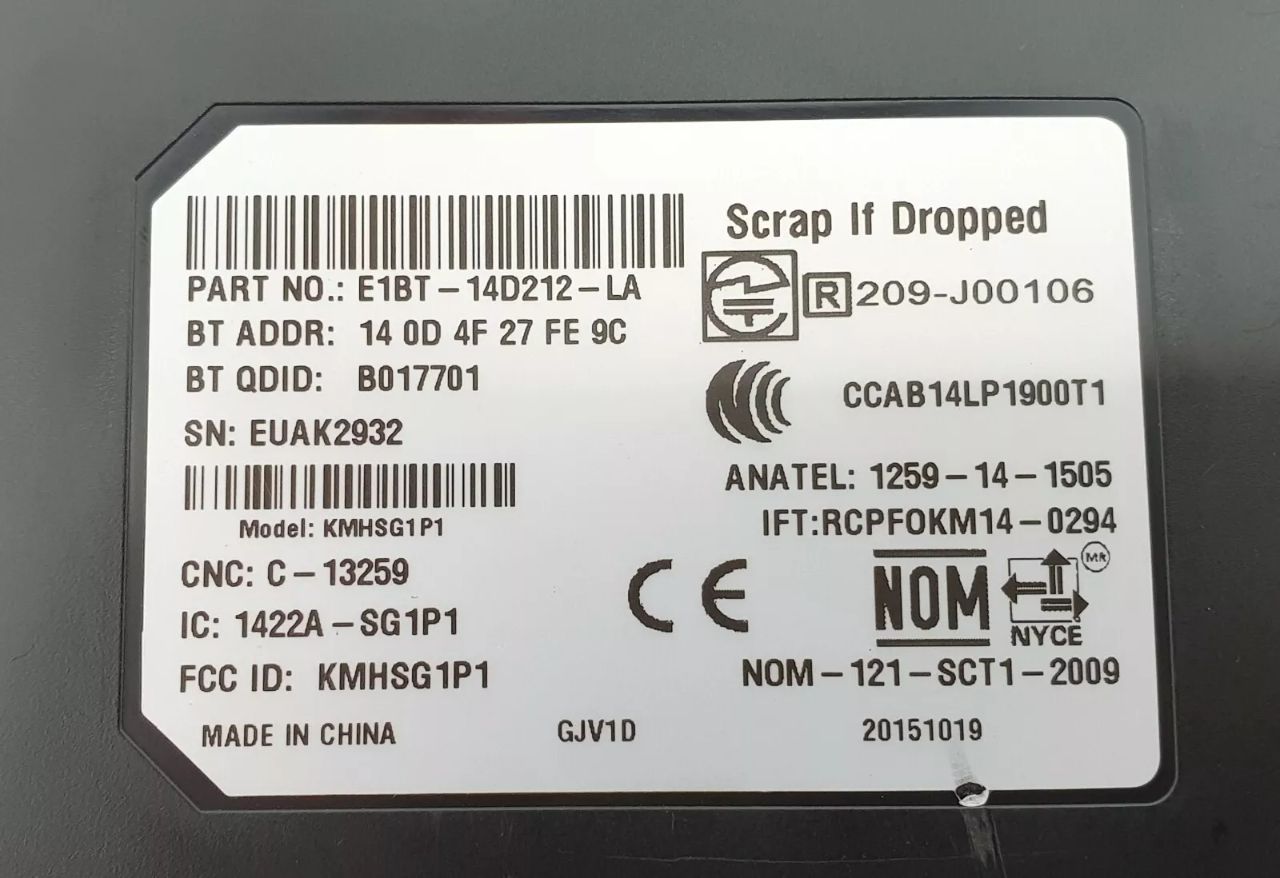 Scrap If Dropped
PART NO.: E1BT-14D212-LA
R 209-J00106
BT ADDR: 14 0D 4F 27 FE 9C
BT QDID: B017701
CCAB14LP1900T1
SN: EUAK2932
ANATEL: 1259-14-1505
Model: KMHSG1P1
IFT:RCPFOKM14-0294
CNC: C-13259
CE
NOM
MR
NYCE
IC: 1422A-SG1P1
FCC ID: KMHSG1P1
NOM-121-SCT1-2009
MADE IN CHINA
GJV1D
20151019